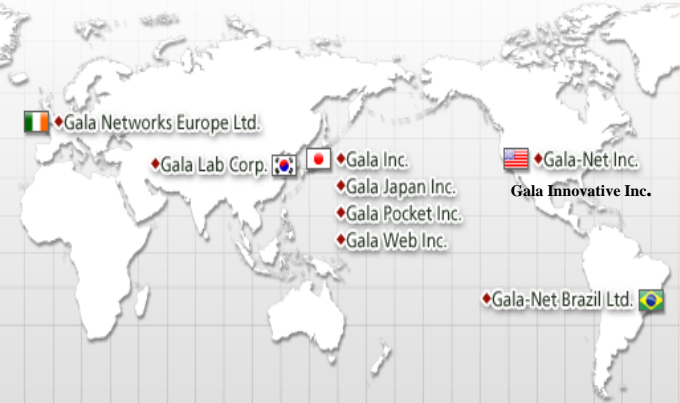 Gala Networks Europe Ltd.
Gala Lab Corp.
Gala Inc.
Gala Japan Inc.
Gala Pocket Inc.
Gala Web Inc.
Gala-Net Inc.
Gala Innovative Inc.
Gala-Net Brazil Ltd.